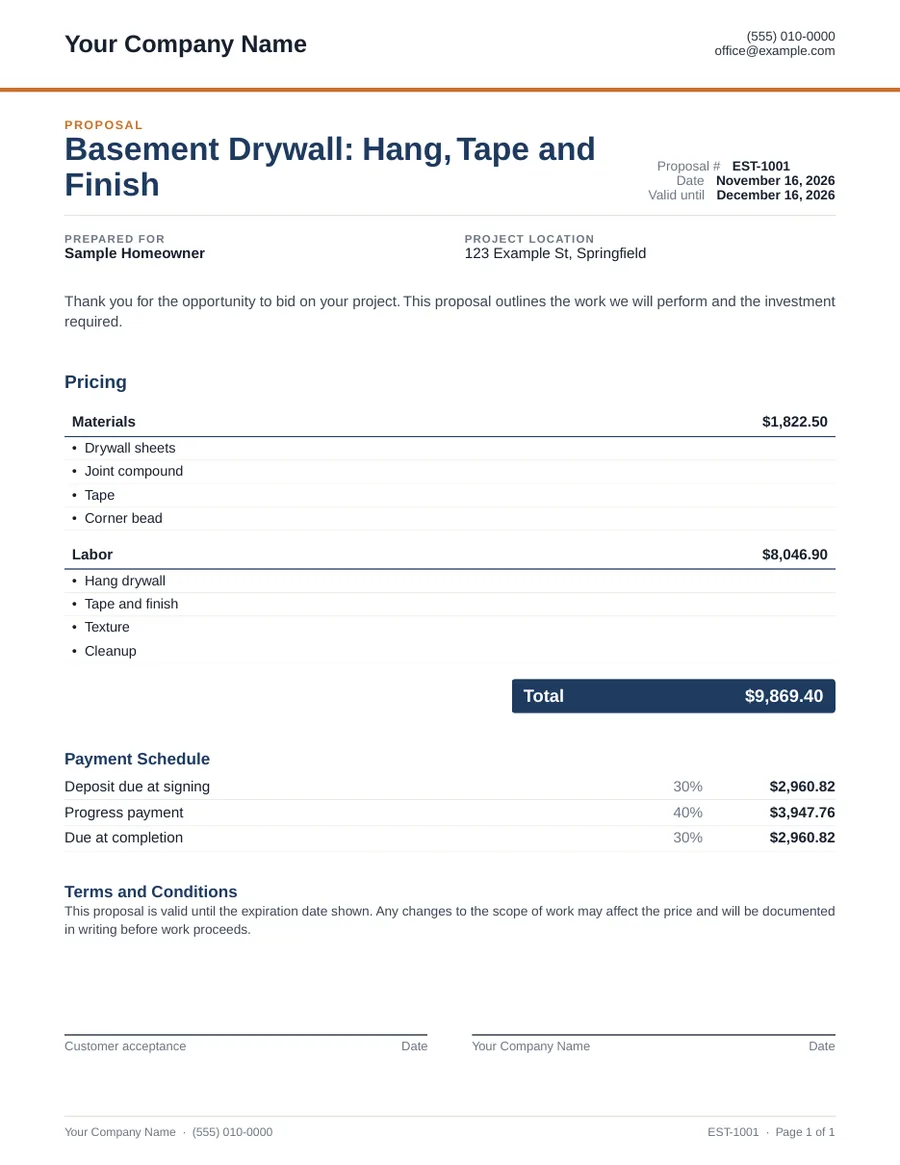 Your Company Name
(555) 010-0000
office@example.com
PROPOSAL
Basement Drywall: Hang, Tape and
Finish
Proposal # EST-1001
Date November 16, 2026
Valid until December 16, 2026
PREPARED FOR
Sample Homeowner
PROJECT LOCATION
123 Example St, Springfield
Thank you for the opportunity to bid on your project. This proposal outlines the work we will perform and the investment
required.
Pricing
Materials $1,822.50
• Drywall sheets
• Joint compound
• Tape
• Corner bead
Labor $8,046.90
• Hang drywall
• Tape and finish
• Texture
• Cleanup
Total $9,869.40
Payment Schedule
Deposit due at signing 30% $2,960.82
Progress payment 40% $3,947.76
Due at completion 30% $2,960.82
Terms and Conditions
This proposal is valid until the expiration date shown. Any changes to the scope of work may affect the price and will be documented
in writing before work proceeds.
Customer acceptance Date
Your Company Name Date
Your Company Name · (555) 010-0000
EST-1001 · Page 1 of 1